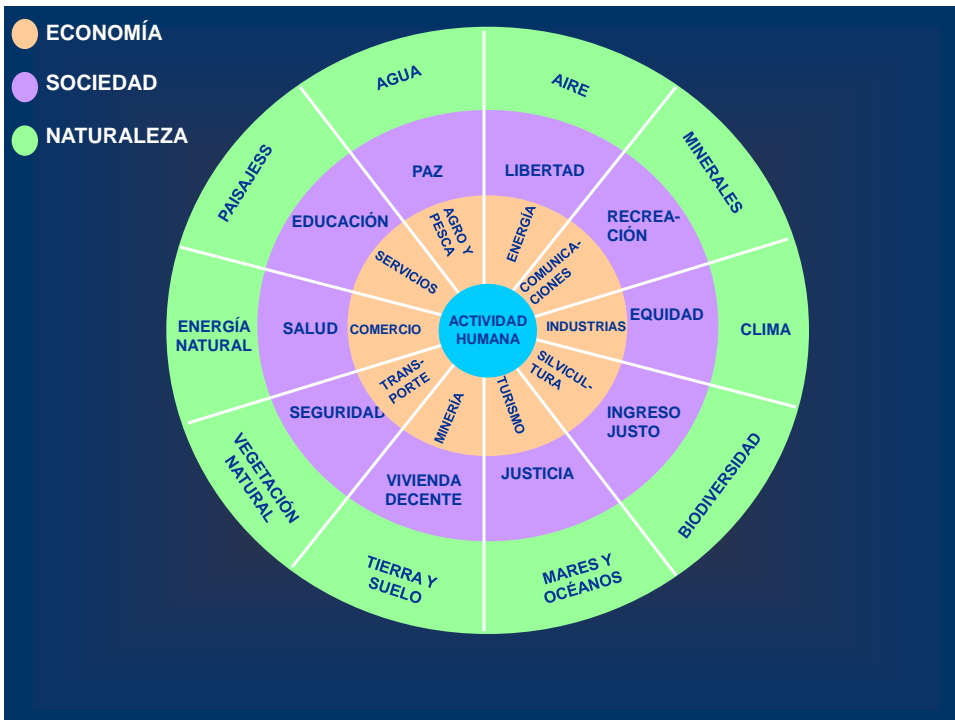 ECONOMÍA
SOCIEDAD
NATURALEZA
AGUA
AIRE
MINERALES
CLIMA
BIODIVERSIDAD
MARES Y
OCÉANOS
TIERRA Y
SUELO
VEGETACIÓN
NATURAL
ENERGÍA
NATURAL
PAISAJESS
PAZ
LIBERTAD
RECREA-
CIÓN
EQUIDAD
INGRESO
JUSTO
JUSTICIA
VIVIENDA
DECENTE
SEGURIDAD
SALUD
EDUCACIÓN
AGRO Y
PESCA
ENERGÍA
COMUNICA-
CIONES
INDUSTRIAS
SILVICUL-
TURA
TURISMO
MINERÍA
TRANS-
PORTE
COMERCIO
SERVICIOS
ACTIVIDAD
HUMANA